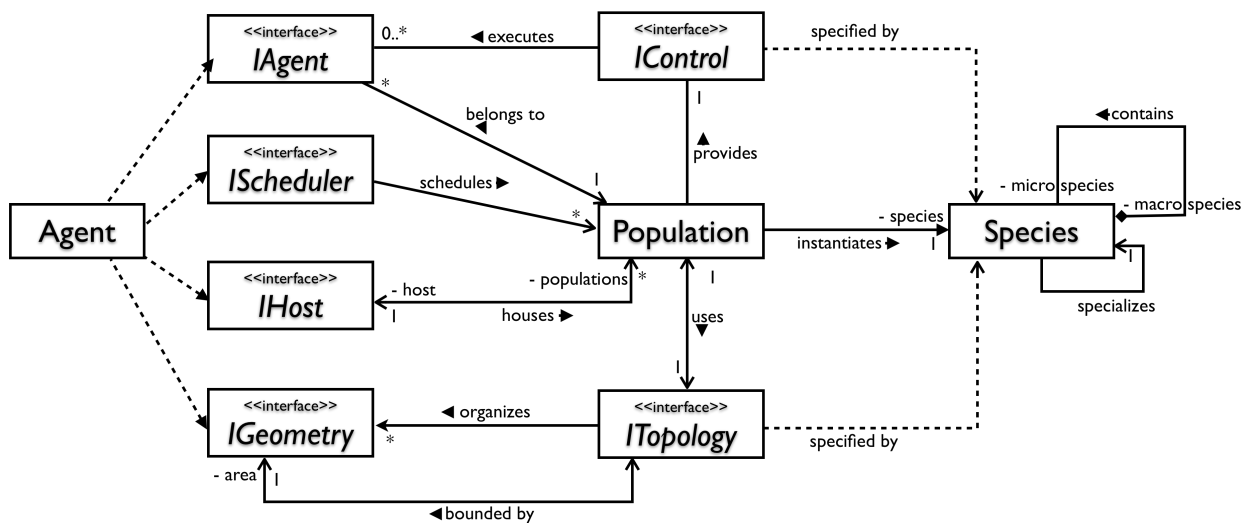 <<interface>>
IAgent
0..*
executes
<<interface>>
IControl
specified by
*
belongs to
1
provides
contains
<<interface>>
IScheduler
schedules
*
1
- micro species
- macro species
Agent
Population
- species
instantiates
1
Species
1
specializes
<<interface>>
IHost
- host
1
houses
- populations
*
1
uses
1
<<interface>>
IGeometry
organizes
*
<<interface>>
ITopology
specified by
- area
1
bounded by